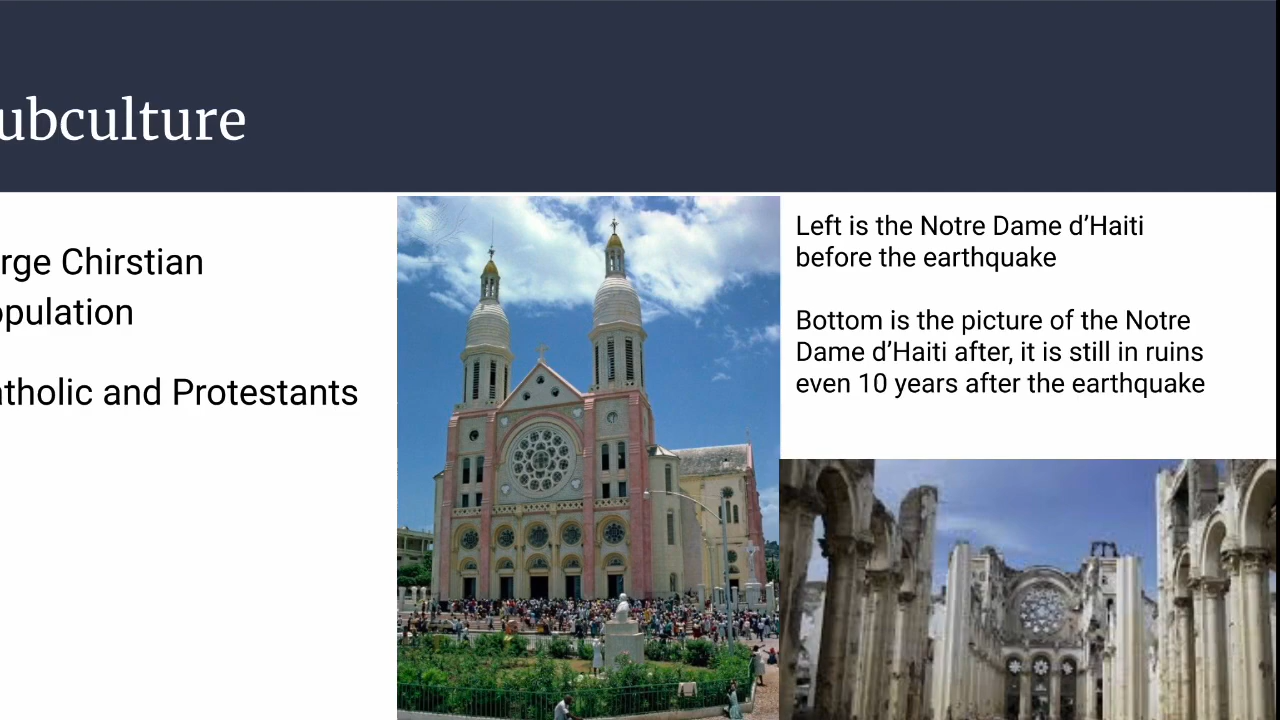 ubculture
rge Chirstian
opulation
atholic and Protestants
Left is the Notre Dame d’Haiti
before the earthquake
Bottom is the picture of the Notre
Dame d’Haiti after, it is still in ruins
even 10 years after the earthquake